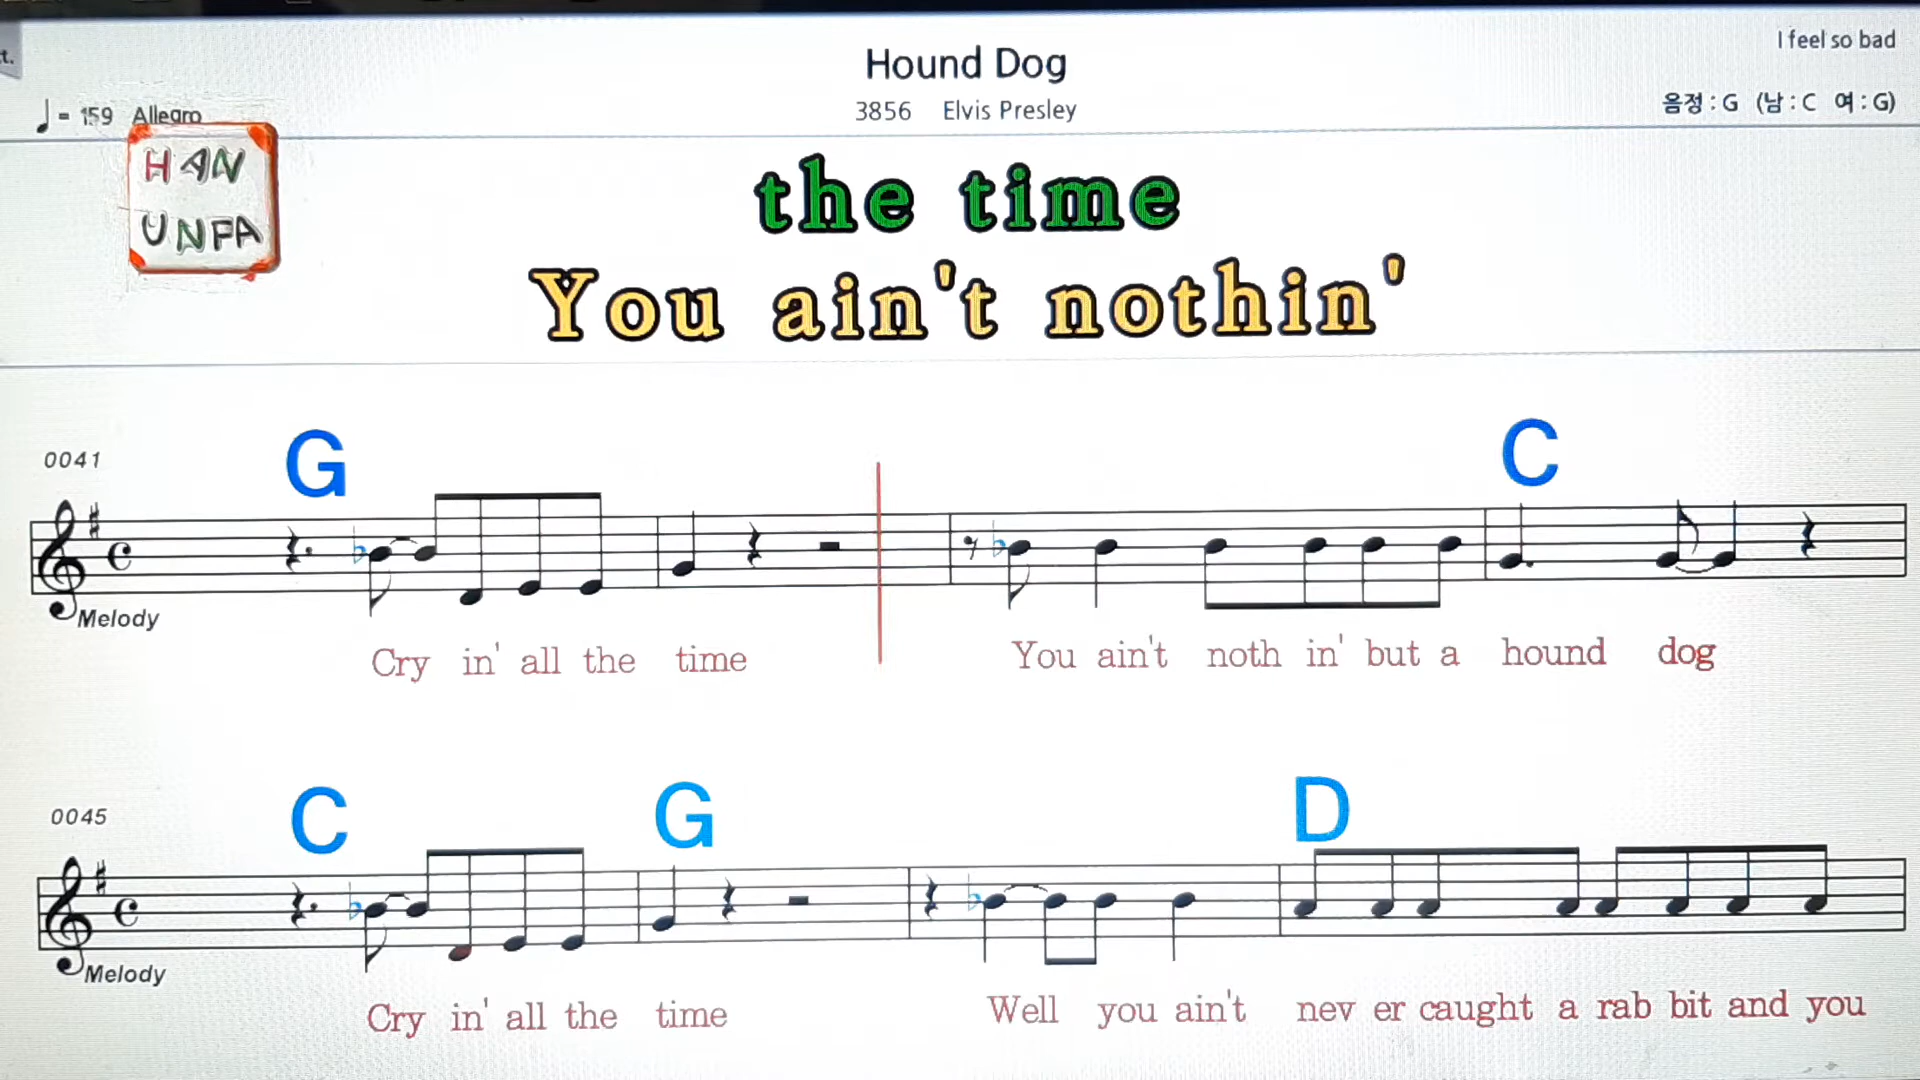 t.
I feel so bad
Hound Dog
♩ = 159 Allegro
3856 Elvis Presley
음정 : G (남 : C 여 : G)
HAN
UNFA
the time
You ain't nothin'
G C
0041
Melody
Cry in' all the time You ain't noth in' but a hound dog
C G D
0045
Melody
Cry in' all the time Well you ain't nev er caught a rab bit and you